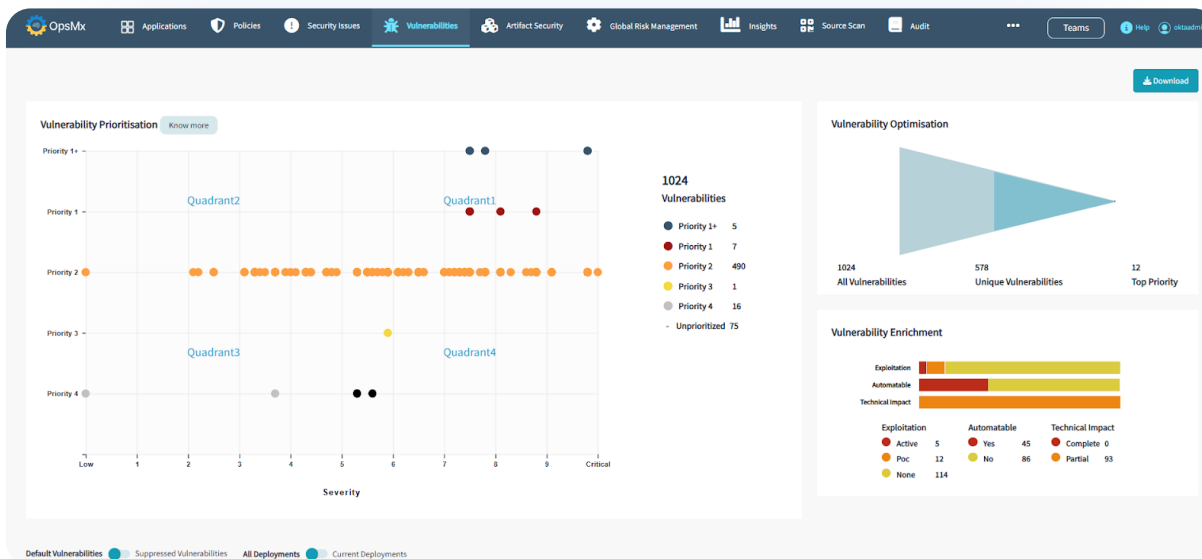 OpsMx
Applications
Policies
Security Issues
Vulnerabilities
Artifact Security
Global Risk Management
Insights
Source Scan
Audit
Teams
Help
oktaadmi
Download
Vulnerability Prioritisation
Know more
Priority 1+
Quadrant2
Quadrant1
Priority 1
Priority 2
Priority 3
Quadrant3
Quadrant4
Priority 4
Low 1 2 3 4 5 6 7 8 9 Critical
Severity
1024
Vulnerabilities
Priority 1+ 5
Priority 1 7
Priority 2 490
Priority 3 1
Priority 4 16
- Unprioritized 75
Vulnerability Optimisation
1024 578 12
All Vulnerabilities Unique Vulnerabilities Top Priority
Vulnerability Enrichment
Exploitation
Automatable
Technical Impact
Exploitation Automatable Technical Impact
Active 5 Yes 45 Complete 0
Poc 12 No 86 Partial 93
None 114
Default Vulnerabilities Suppressed Vulnerabilities All Deployments Current Deployments